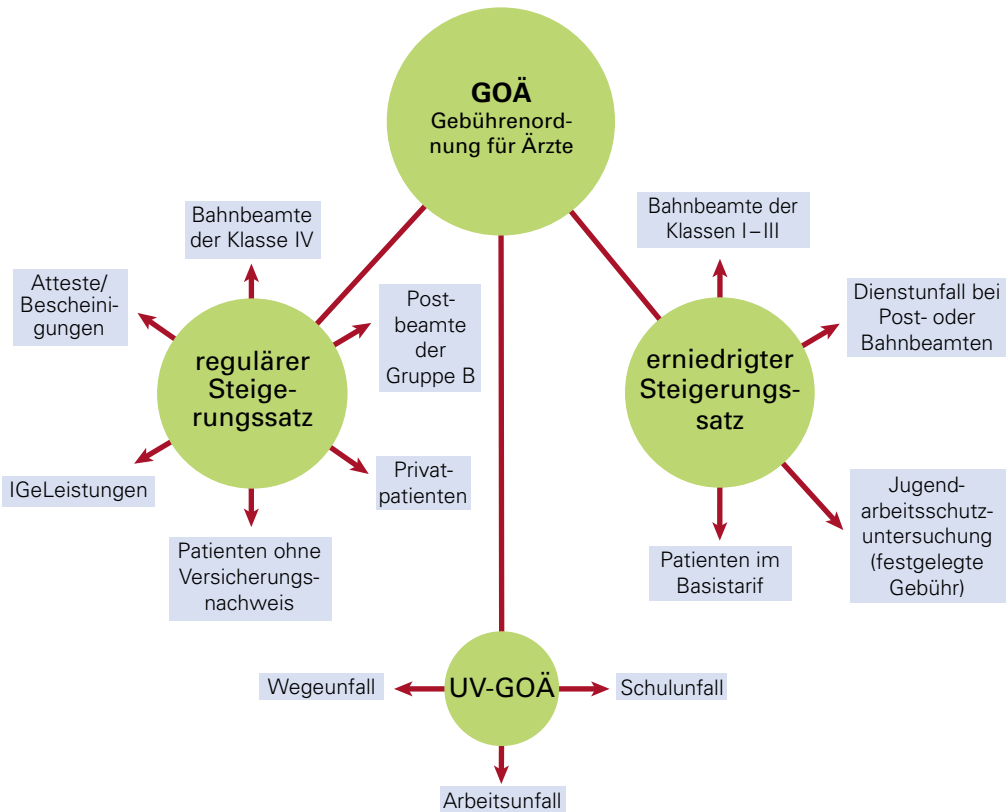 GOÄ
Gebührenord-
nung für Ärzte
Bahnbeamte
der Klasse IV
Atteste/
Bescheini-
gungen
Post-
beamte
der
Gruppe B
regulärer
Steige-
rungssatz
IGeLeistungen
Privat-
patienten
Patienten ohne
Versicherungs-
nachweis
Bahnbeamte der
Klassen I–III
Dienstunfall bei
Post- oder
Bahnbeamten
erniedrigter
Steigerungs-
satz
Jugend-
arbeitsschutz-
untersuchung
(festgelegte
Gebühr)
Patienten im
Basistarif
Wegeunfall
UV-GOÄ
Schulunfall
Arbeitsunfall